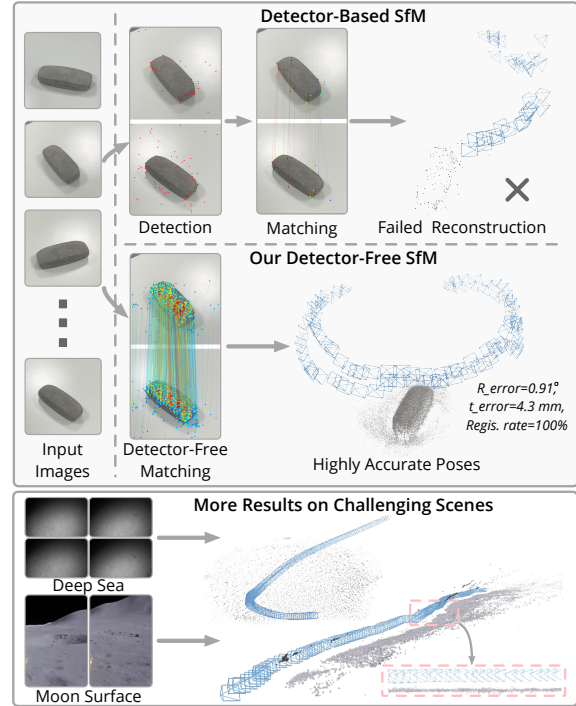 Detector-Based SfM
Detection
Matching
Failed Reconstruction
Our Detector-Free SfM
R_error=0.91°,
t_error=4.3 mm,
Regis. rate=100%
Input
Images
Detector-Free
Matching
Highly Accurate Poses
More Results on Challenging Scenes
Deep Sea
Moon Surface